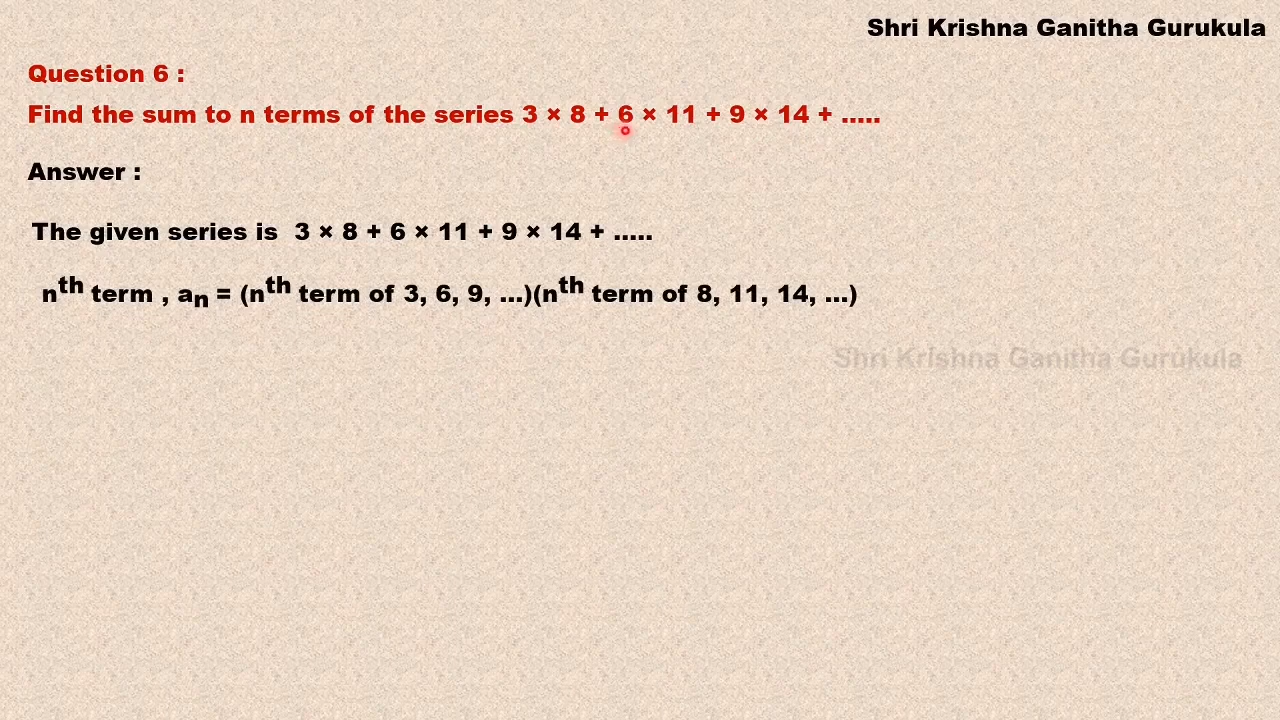 Shri Krishna Ganitha Gurukula
Question 6 :
Find the sum to n terms of the series 3 × 8 + 6 × 11 + 9 × 14 + .....
Answer :
The given series is 3 × 8 + 6 × 11 + 9 × 14 + .....
nᵗʰ term , aₙ = (nᵗʰ term of 3, 6, 9, ...)(nᵗʰ term of 8, 11, 14, ...)
Shri Krishna Ganitha Gurukula